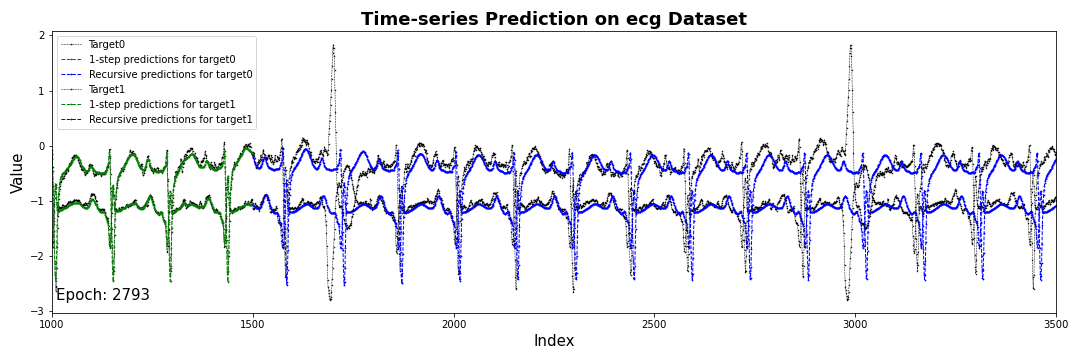 Time-series Prediction on ecg Dataset
2
1
0
−1
−2
−3
Value
Target0
1-step predictions for target0
Recursive predictions for target0
Target1
1-step predictions for target1
Recursive predictions for target1
Epoch: 2793
1000 1500 2000 2500 3000 3500
Index